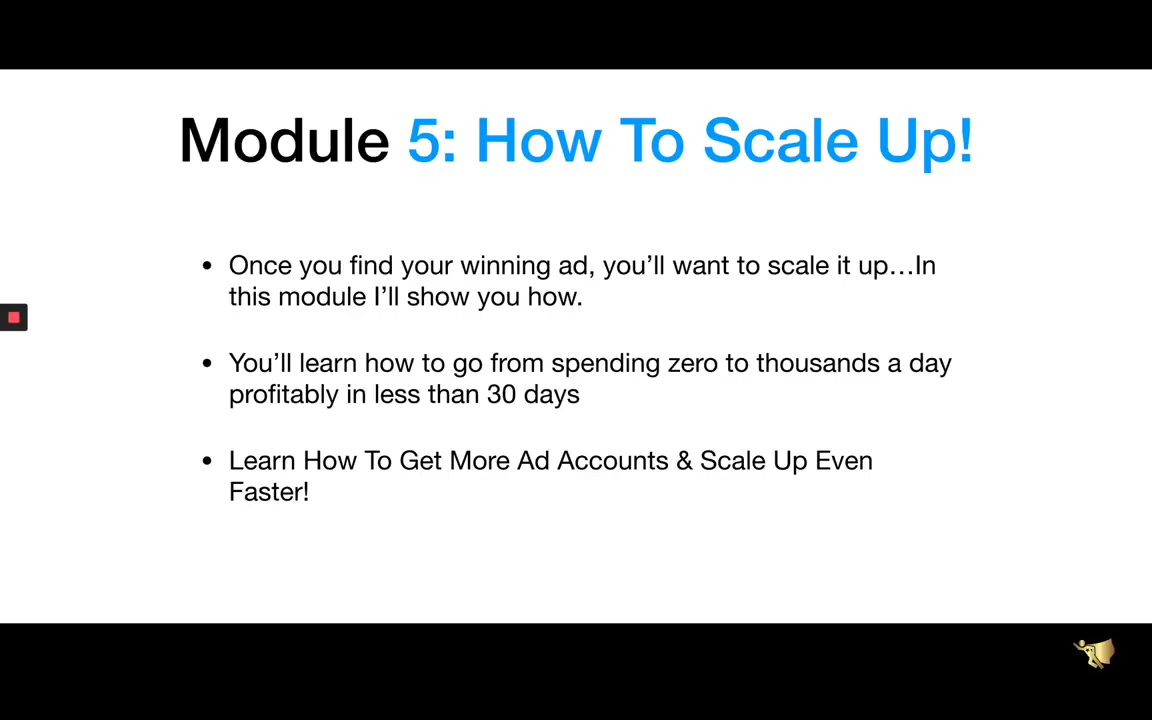 Module 5: How To Scale Up!
• Once you find your winning ad, you’ll want to scale it up…In
this module I’ll show you how.
• You’ll learn how to go from spending zero to thousands a day
profitably in less than 30 days
• Learn How To Get More Ad Accounts & Scale Up Even
Faster!